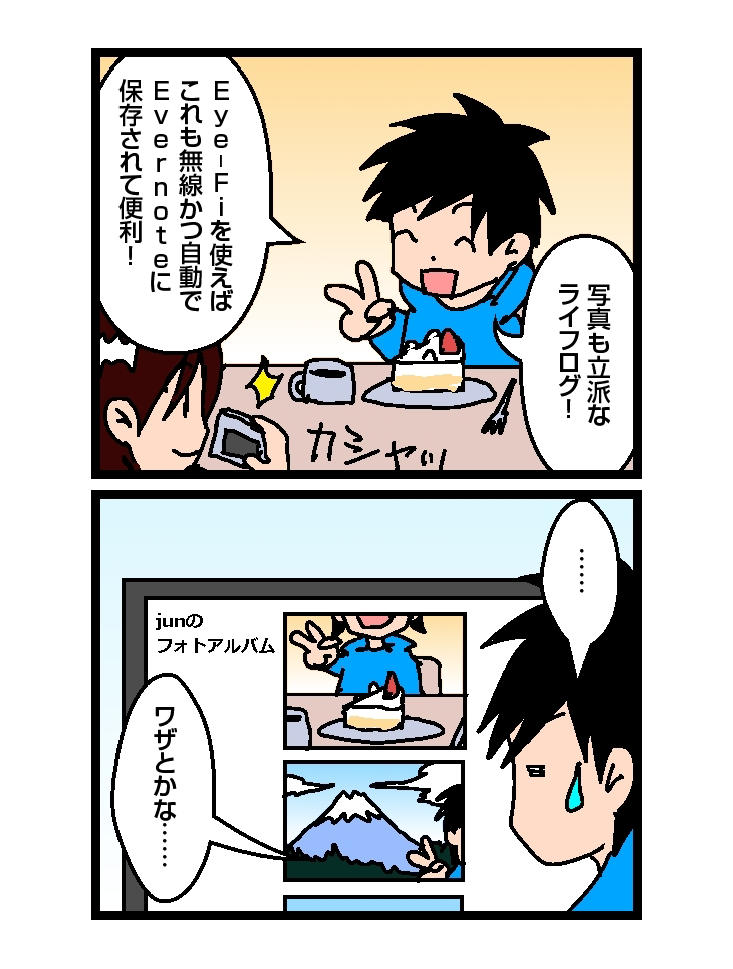 写真も立派な
ライフログ！
Eye-Fiを使えば
これも無線かつ自動で
Evernoteに
保存されて便利！
カシャッ
……
junの
フォトアルバム
ワザとかな……